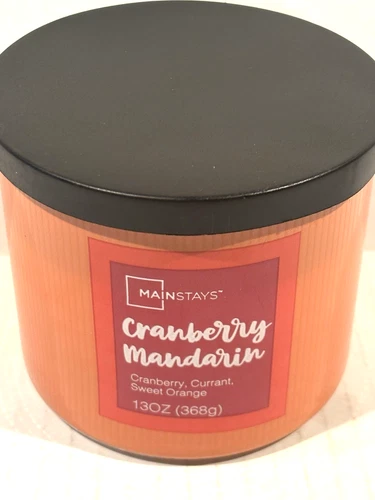 MAINSTAYS™
Cranberry
Mandarin
Cranberry, Currant,
Sweet Orange
13OZ (368g)